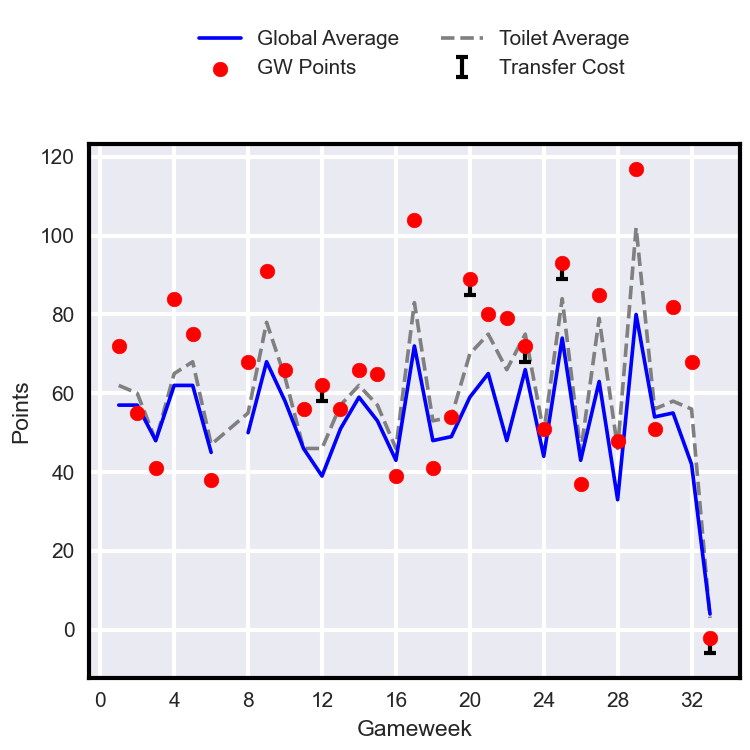 Global Average
Toilet Average
GW Points
Transfer Cost
120
100
80
60
40
20
0
Points
0 4 8 12 16 20 24 28 32
Gameweek